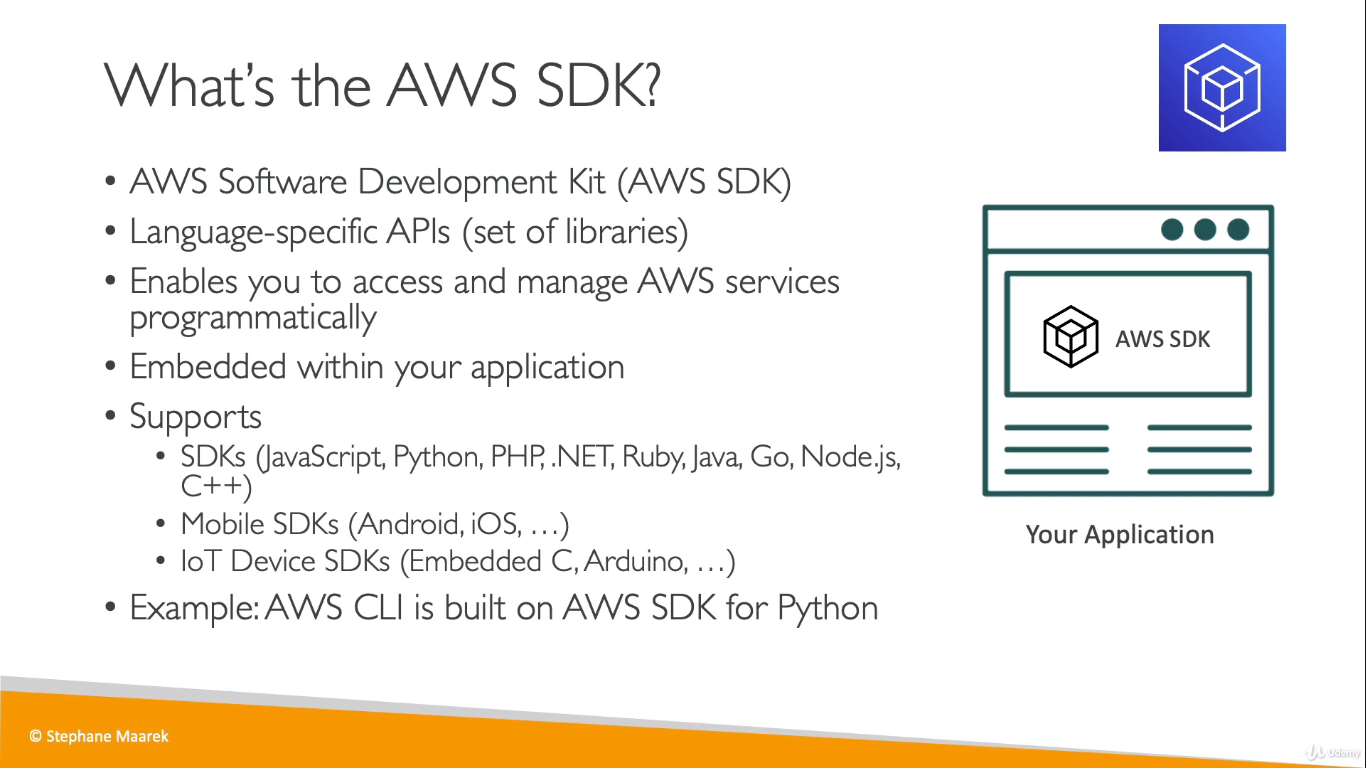 What's the AWS SDK?
• AWS Software Development Kit (AWS SDK)
• Language-specific APIs (set of libraries)
• Enables you to access and manage AWS services
programmatically
• Embedded within your application
• Supports
• SDKs (JavaScript, Python, PHP, .NET, Ruby, Java, Go, Node.js,
C++)
• Mobile SDKs (Android, iOS, …)
• IoT Device SDKs (Embedded C, Arduino, …)
• Example: AWS CLI is built on AWS SDK for Python
AWS SDK
Your Application
© Stephane Maarek
Udemy